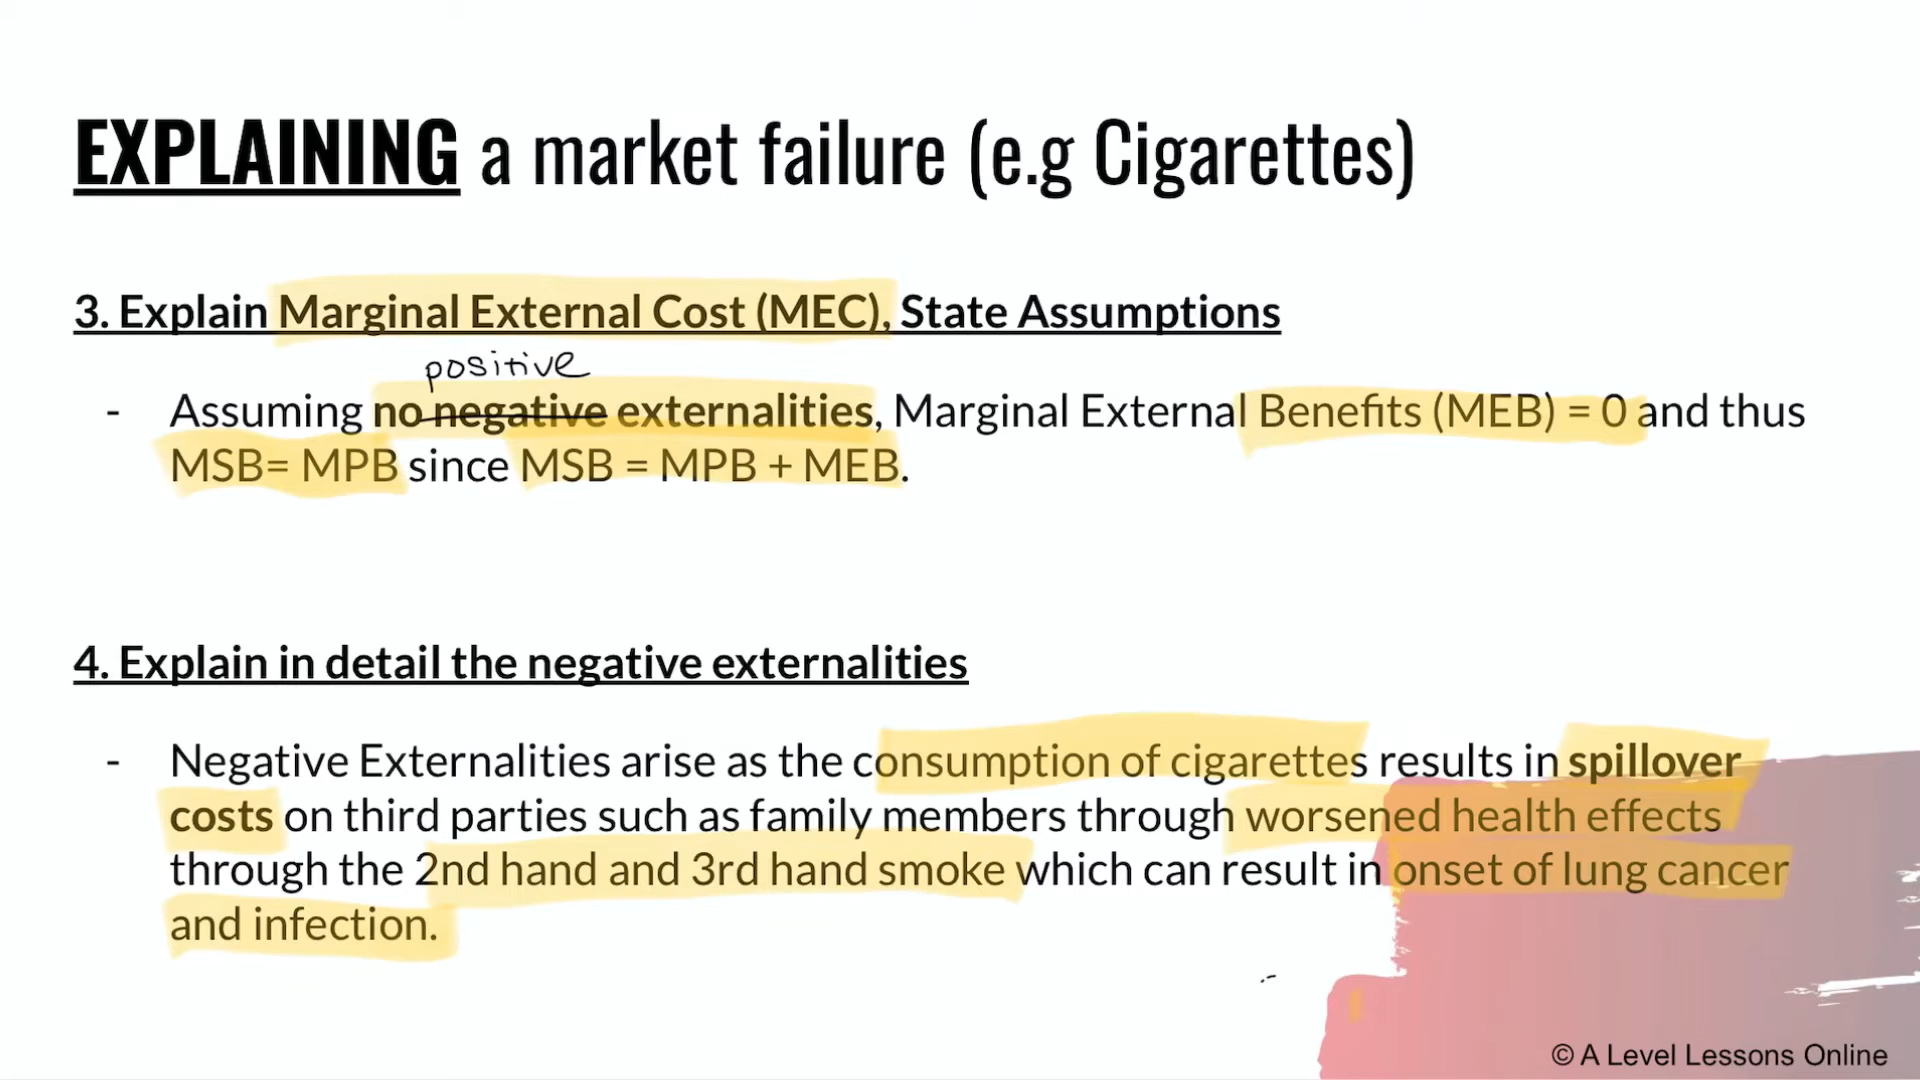 EXPLAINING a market failure (e.g Cigarettes)
3. Explain Marginal External Cost (MEC), State Assumptions
positive
- Assuming no negative externalities, Marginal External Benefits (MEB) = 0 and thus
MSB= MPB since MSB = MPB + MEB.
4. Explain in detail the negative externalities
- Negative Externalities arise as the consumption of cigarettes results in spillover
costs on third parties such as family members through worsened health effects
through the 2nd hand and 3rd hand smoke which can result in onset of lung cancer
and infection.
© A Level Lessons Online